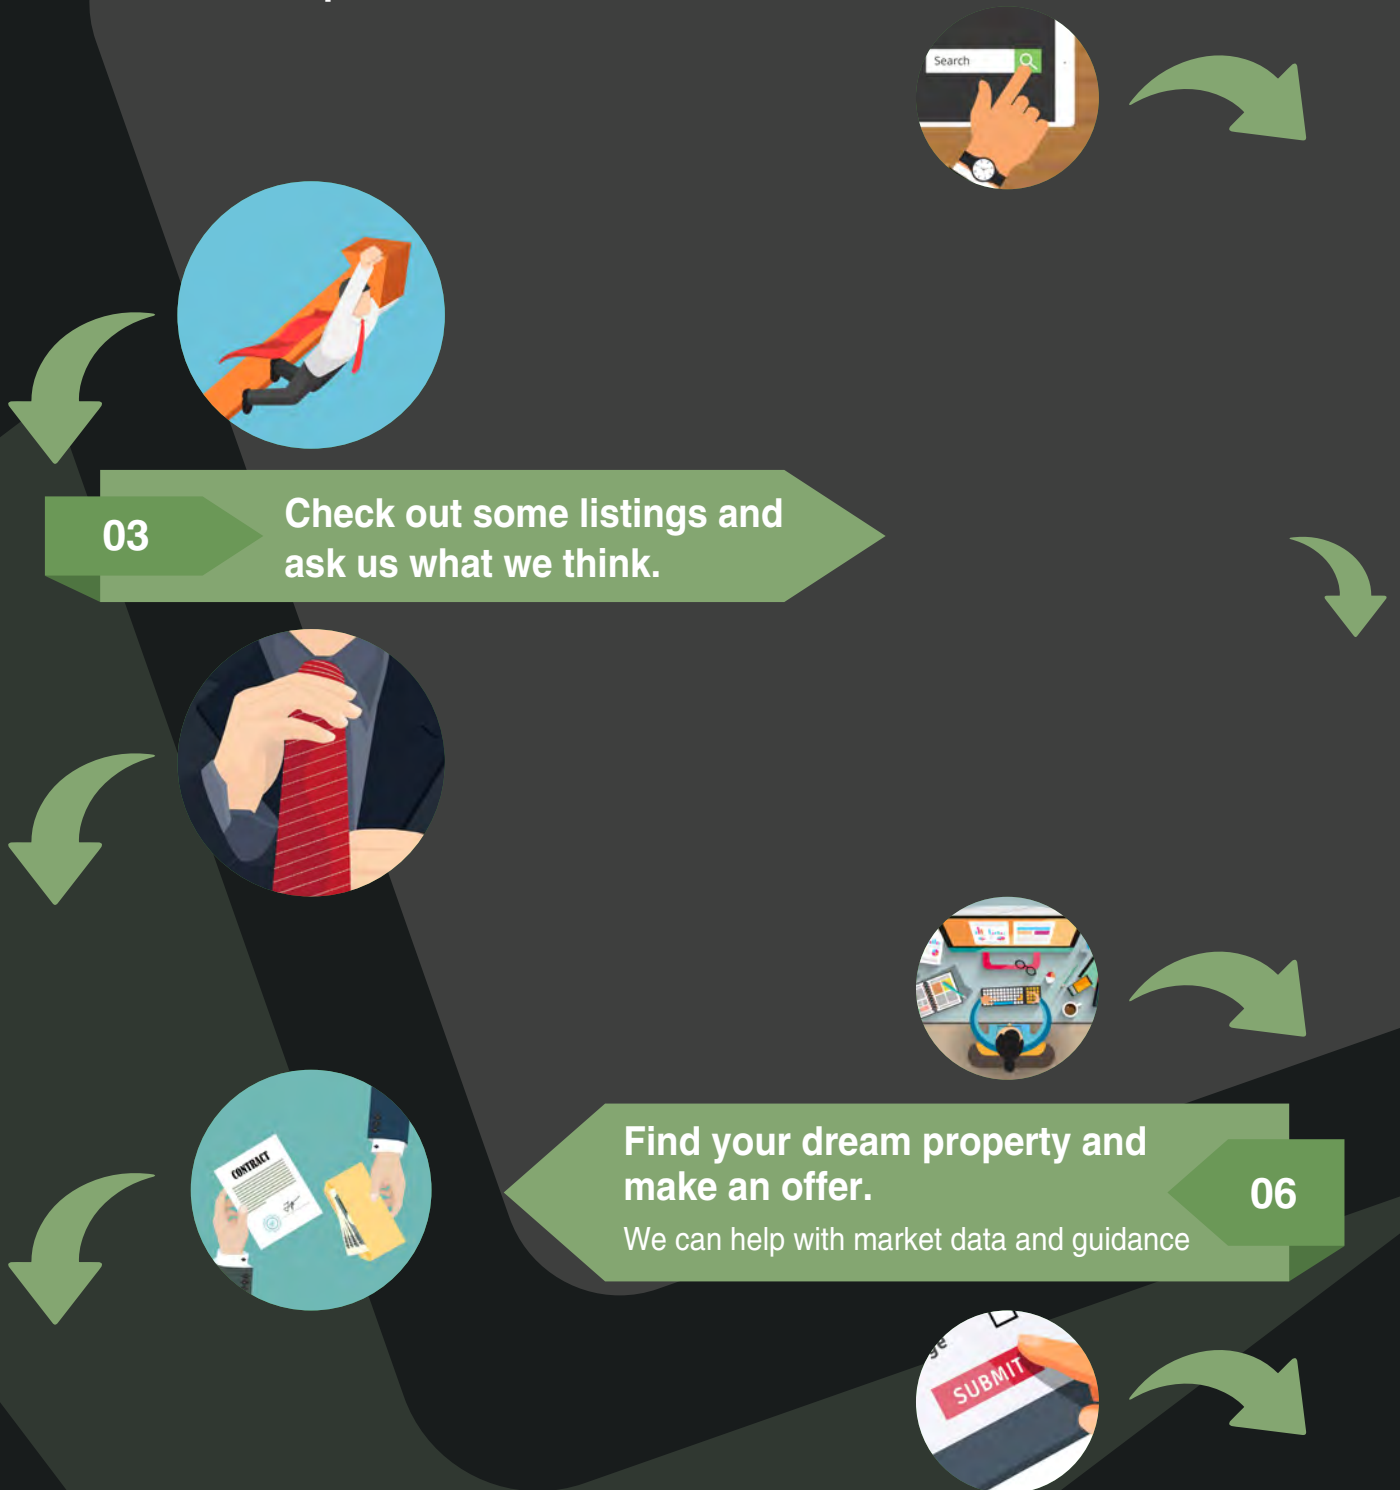 Search
03
Check out some listings and
ask us what we think.
CONTRACT
Find your dream property and
make an offer.
We can help with market data and guidance
06
ge
SUBMIT